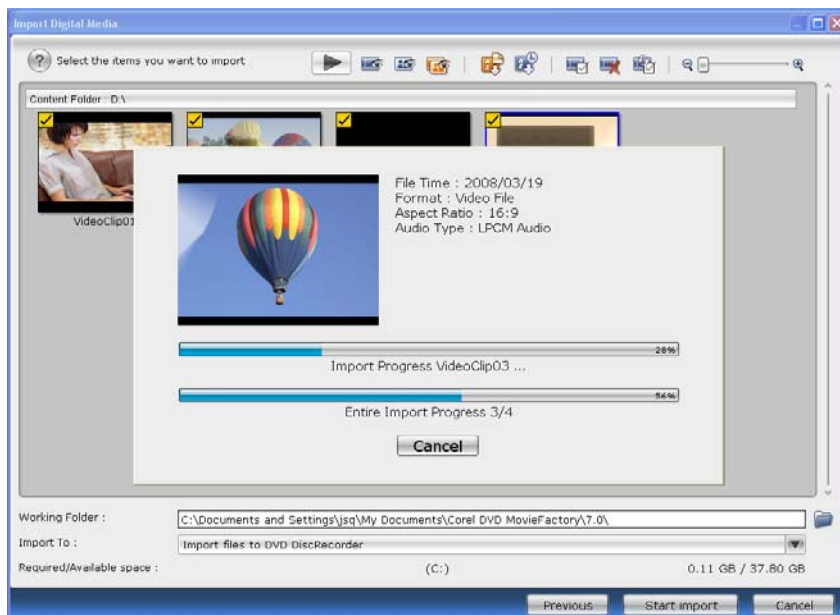 Import Digital Media
? Select the items you want to import
Content Folder : D:\
VideoClip01
File Time : 2008/03/19
Format : Video File
Aspect Ratio : 16:9
Audio Type : LPCM Audio
28%
Import Progress VideoClip03 ...
56%
Entire Import Progress 3/4
Cancel
Working Folder : C:\Documents and Settings\jsq\My Documents\Corel DVD MovieFactory\7.0\
Import To : Import files to DVD DiscRecorder
Required/Available space : (C:) 0.11 GB / 37.80 GB
Previous Start import Cancel